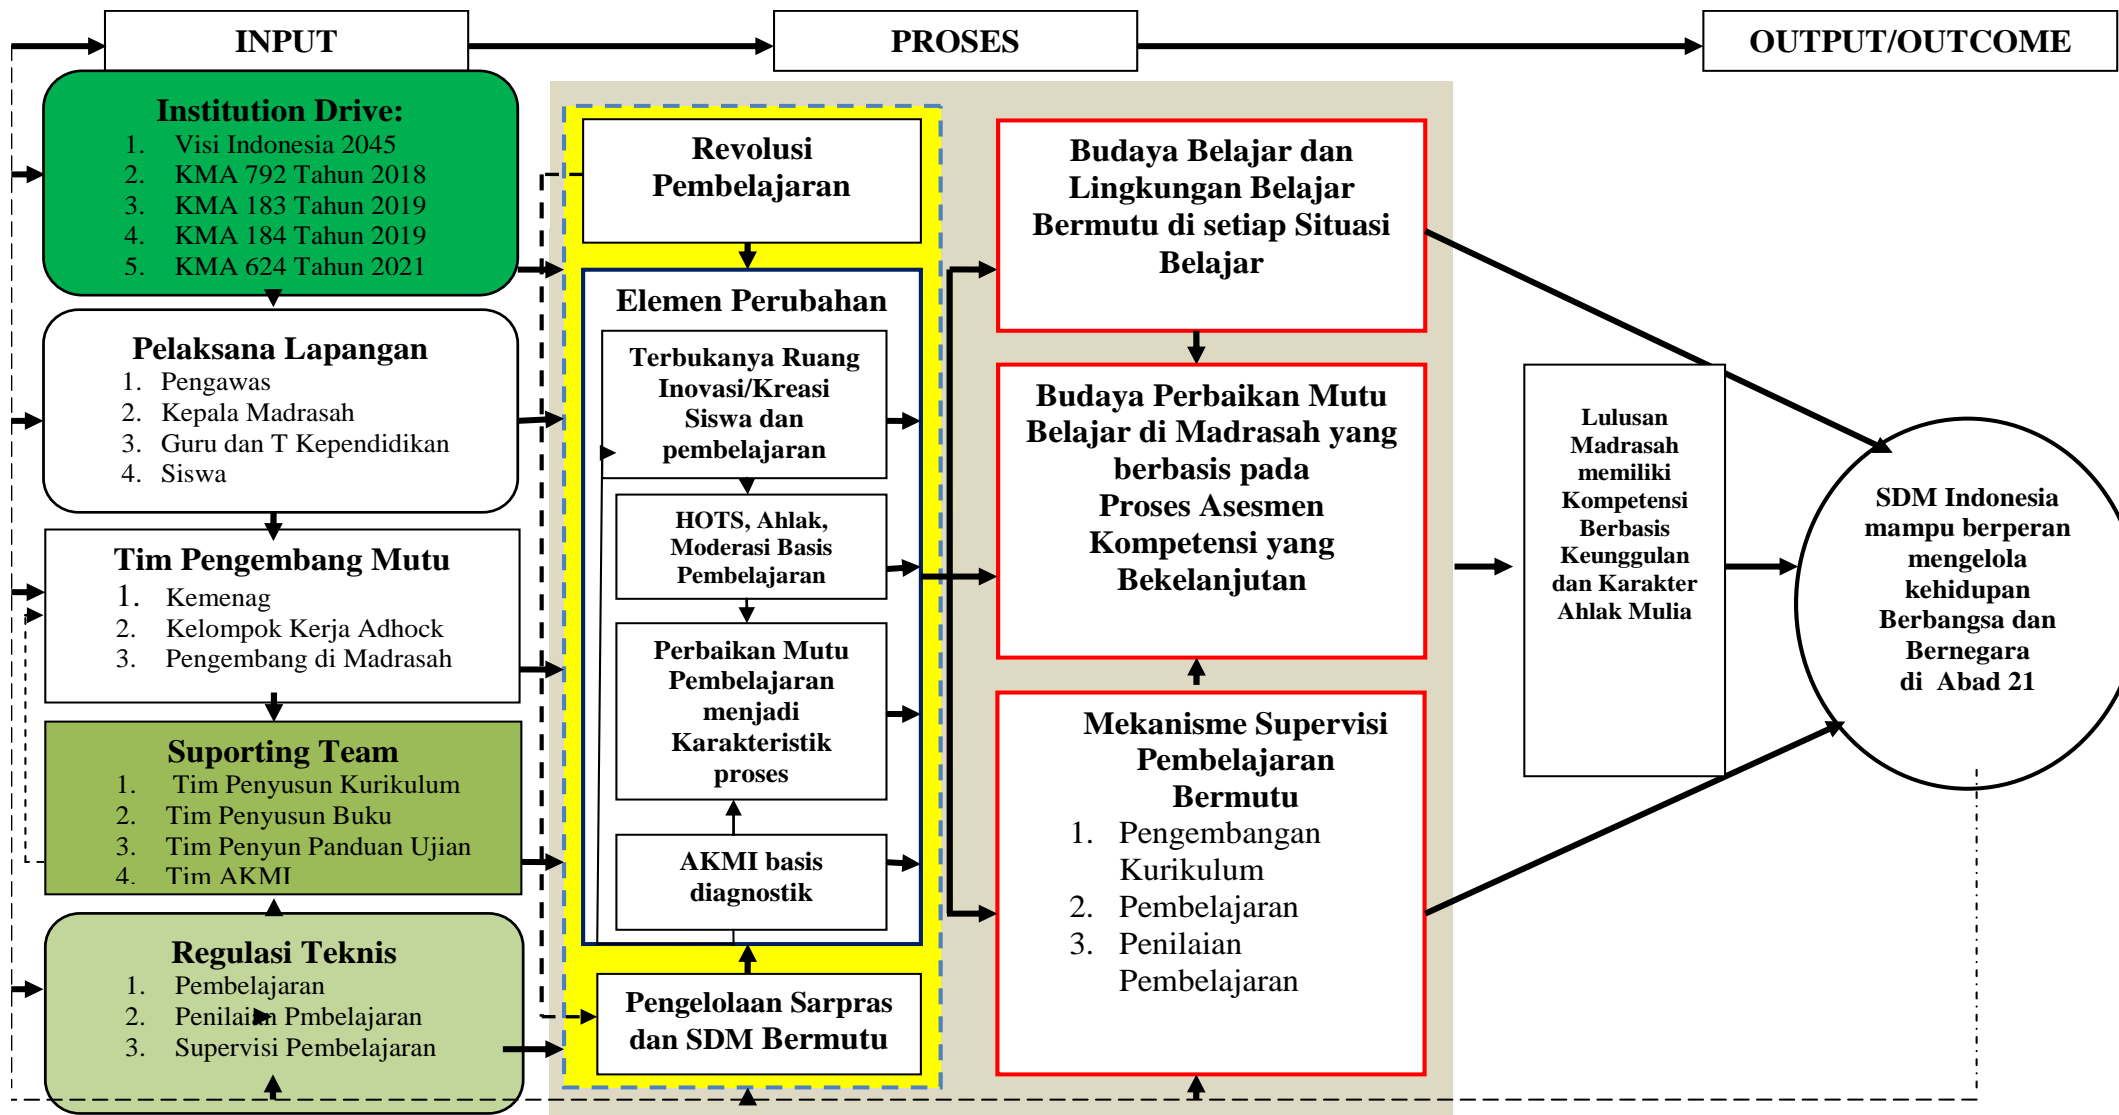 INPUT
PROSES
OUTPUT/OUTCOME
Institution Drive:
1. Visi Indonesia 2045
2. KMA 792 Tahun 2018
3. KMA 183 Tahun 2019
4. KMA 184 Tahun 2019
5. KMA 624 Tahun 2021
Pelaksana Lapangan
1. Pengawas
2. Kepala Madrasah
3. Guru dan T Kependidikan
4. Siswa
Tim Pengembang Mutu
1. Kemenag
2. Kelompok Kerja Adhock
3. Pengembang di Madrasah
Suporting Team
1. Tim Penyusun Kurikulum
2. Tim Penyusun Buku
3. Tim Penyun Panduan Ujian
4. Tim AKMI
Regulasi Teknis
1. Pembelajaran
2. Penilaian Pmbelajaran
3. Supervisi Pembelajaran
Revolusi
Pembelajaran
Elemen Perubahan
Terbukanya Ruang
Inovasi/Kreasi
Siswa dan
pembelajaran
HOTS, Ahlak,
Moderasi Basis
Pembelajaran
Perbaikan Mutu
Pembelajaran
menjadi
Karakteristik
proses
AKMI basis
diagnostik
Pengelolaan Sarpras
dan SDM Bermutu
Budaya Belajar dan
Lingkungan Belajar
Bermutu di setiap Situasi
Belajar
Budaya Perbaikan Mutu
Belajar di Madrasah yang
berbasis pada
Proses Asesmen
Kompetensi yang
Bekelanjutan
Mekanisme Supervisi
Pembelajaran
Bermutu
1. Pengembangan
Kurikulum
2. Pembelajaran
3. Penilaian
Pembelajaran
Lulusan
Madrasah
memiliki
Kompetensi
Berbasis
Keunggulan
dan Karakter
Ahlak Mulia
SDM Indonesia
mampu berperan
mengelola
kehidupan
Berbangsa dan
Bernegara
di Abad 21